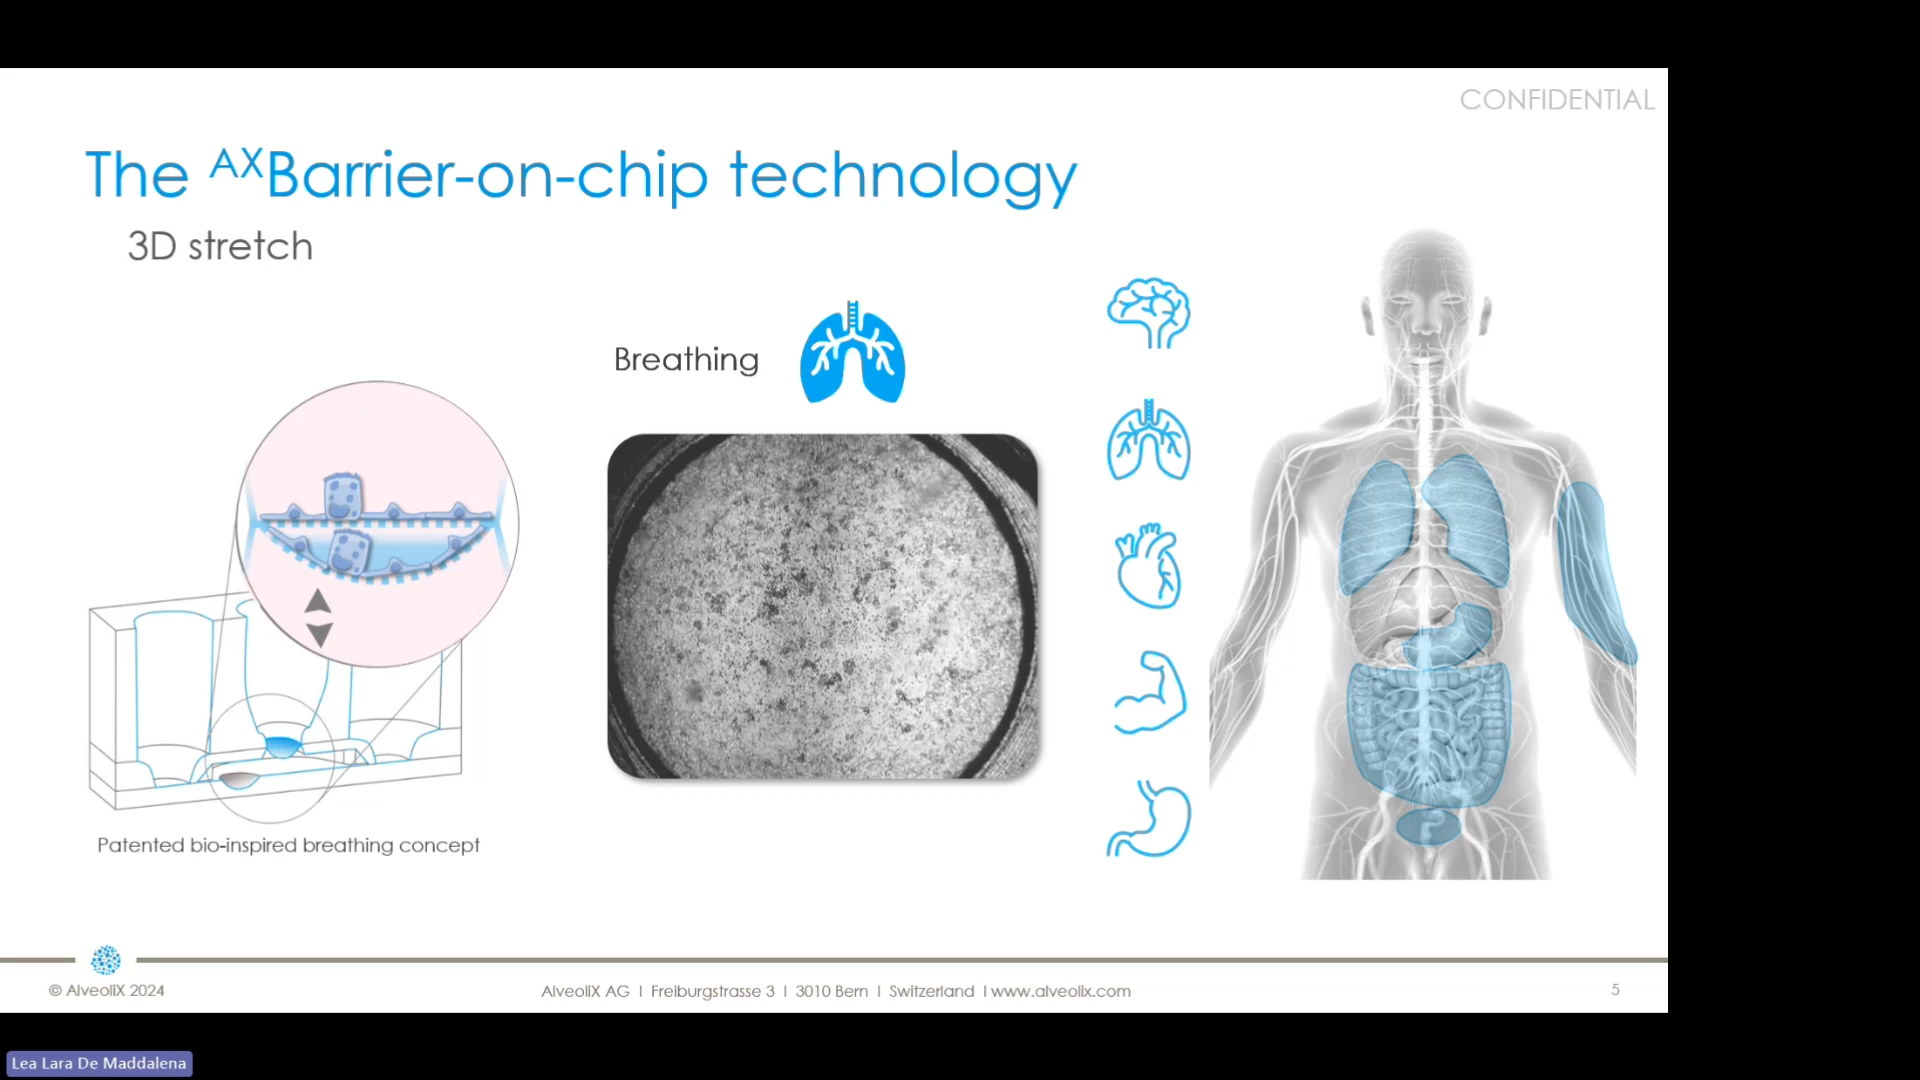 CONFIDENTIAL
The AXBarrier-on-chip technology
3D stretch
Breathing
Patented bio-inspired breathing concept
© AlveoliX 2024
AlveoliX AG | Freiburgstrasse 3 | 3010 Bern | Switzerland | www.alveolix.com
5
Lea Lara De Maddalena